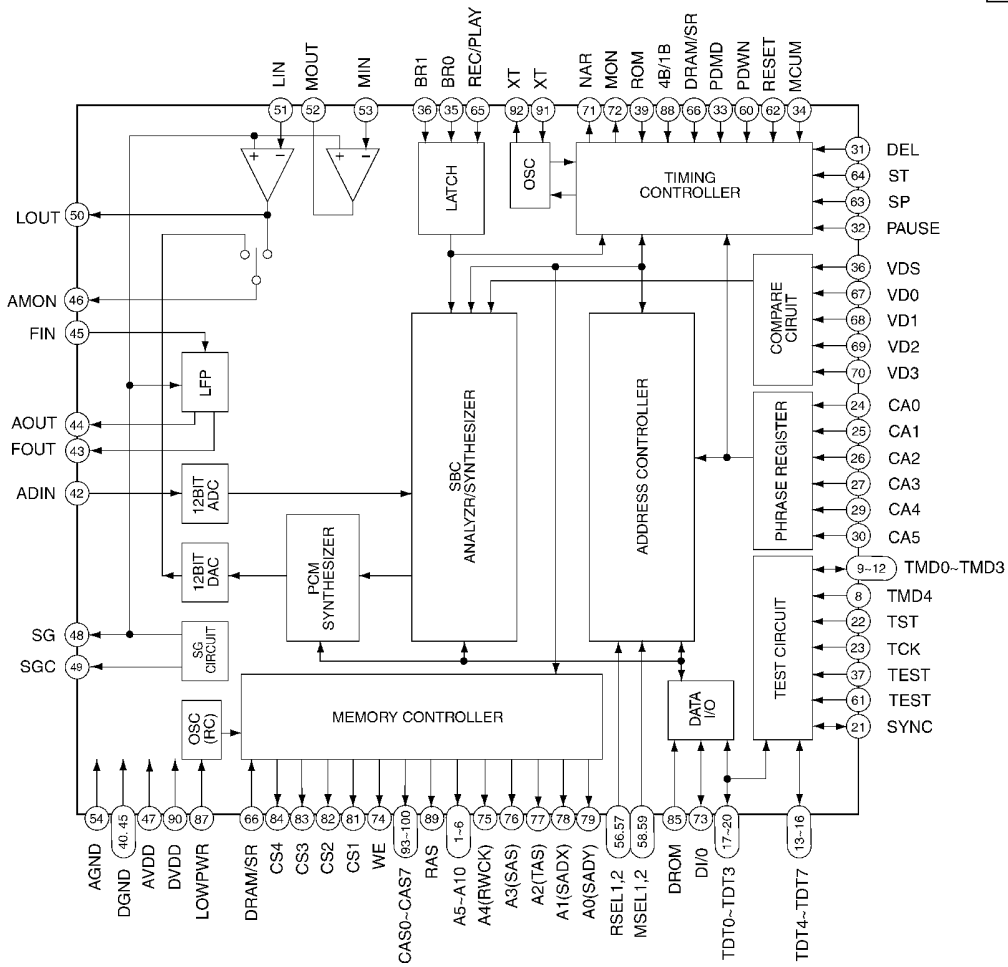 LIN
MOUT
MIN
BR1
BR0
REC/PLAY
XT
XT
NAR
MON
ROM
4B/1B
DRAM/SR
PDMD
PDWN
RESET
MCUM
51
52
53
36
35
65
92
91
71
72
39
88
66
33
60
62
34
+
−
+
−
LATCH
OSC
TIMING
CONTROLLER
31 DEL
64 ST
63 SP
32 PAUSE
LOUT 50
AMON 46
FIN 45
LFP
AOUT 44
FOUT 43
ADIN 42
12BIT
ADC
12BIT
DAC
PCM
SYNTHESIZER
SBC
ANALYZR/SYNTHESIZER
ADDRESS CONTROLLER
COMPARE
CIRUIT
36 VDS
67 VD0
68 VD1
69 VD2
70 VD3
PHRASE REGISTER
24 CA0
25 CA1
26 CA2
27 CA3
29 CA4
30 CA5
TEST CIRCUIT
9~12 TMD0~TMD3
8 TMD4
22 TST
23 TCK
37 TEST
61 TEST
21 SYNC
SG 48
SGC 49
SG
CIRCUIT
OSC
(RC)
MEMORY CONTROLLER
DATA
I/O
54
40.45
47
90
87
66
84
83
82
81
74
93~100
89
1~6
75
76
77
78
79
56.57
58.59
85
73
17~20
13~16
AGND
DGND
AVDD
DVDD
LOWPWR
DRAM/SR
CS4
CS3
CS2
CS1
WE
CAS0~CAS7
RAS
A5~A10
A4(RWCK)
A3(SAS)
A2(TAS)
A1(SADX)
A0(SADY)
RSEL1,2
MSEL1,2
DROM
DI/0
TDT0~TDT3
TDT4~TDT7